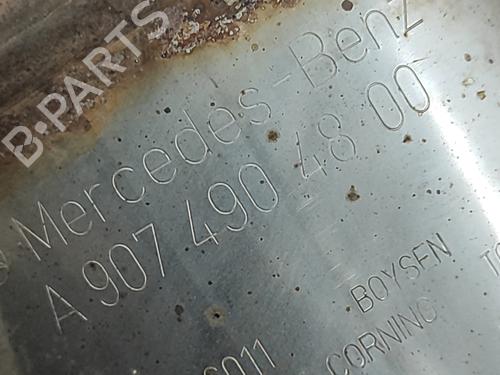 B-PARTS
Mercedes-Benz
A 907 490 48 00
BOYSEN
CORNING